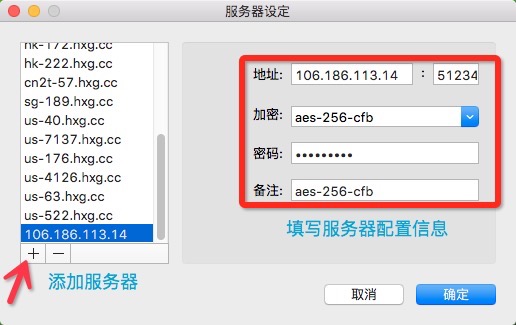 服务器设定
hk-172.hxg.cc
hk-222.hxg.cc
cn2t-57.hxg.cc
sg-189.hxg.cc
us-40.hxg.cc
us-7137.hxg.cc
us-176.hxg.cc
us-4126.hxg.cc
us-63.hxg.cc
us-522.hxg.cc
106.186.113.14
添加服务器
地址: 106.186.113.14 : 51234
加密: aes-256-cfb
密码: •••••••••
备注: aes-256-cfb
填写服务器配置信息
取消 确定